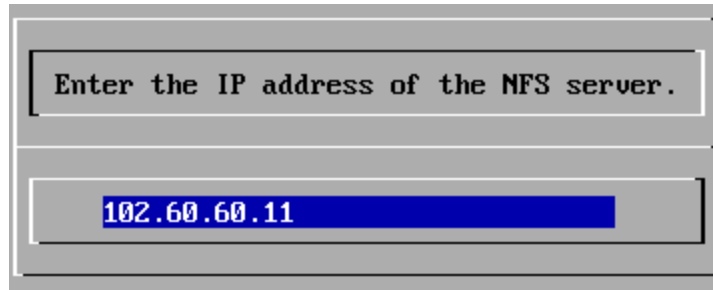 Enter the IP address of the NFS server.
102.60.60.11